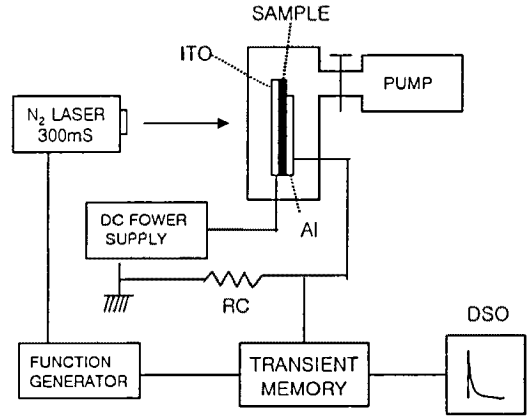 SAMPLE
ITO
PUMP
N₂ LASER
300mS
DC FOWER
SUPPLY
Al
RC
DSO
FUNCTION
GENERATOR
TRANSIENT
MEMORY